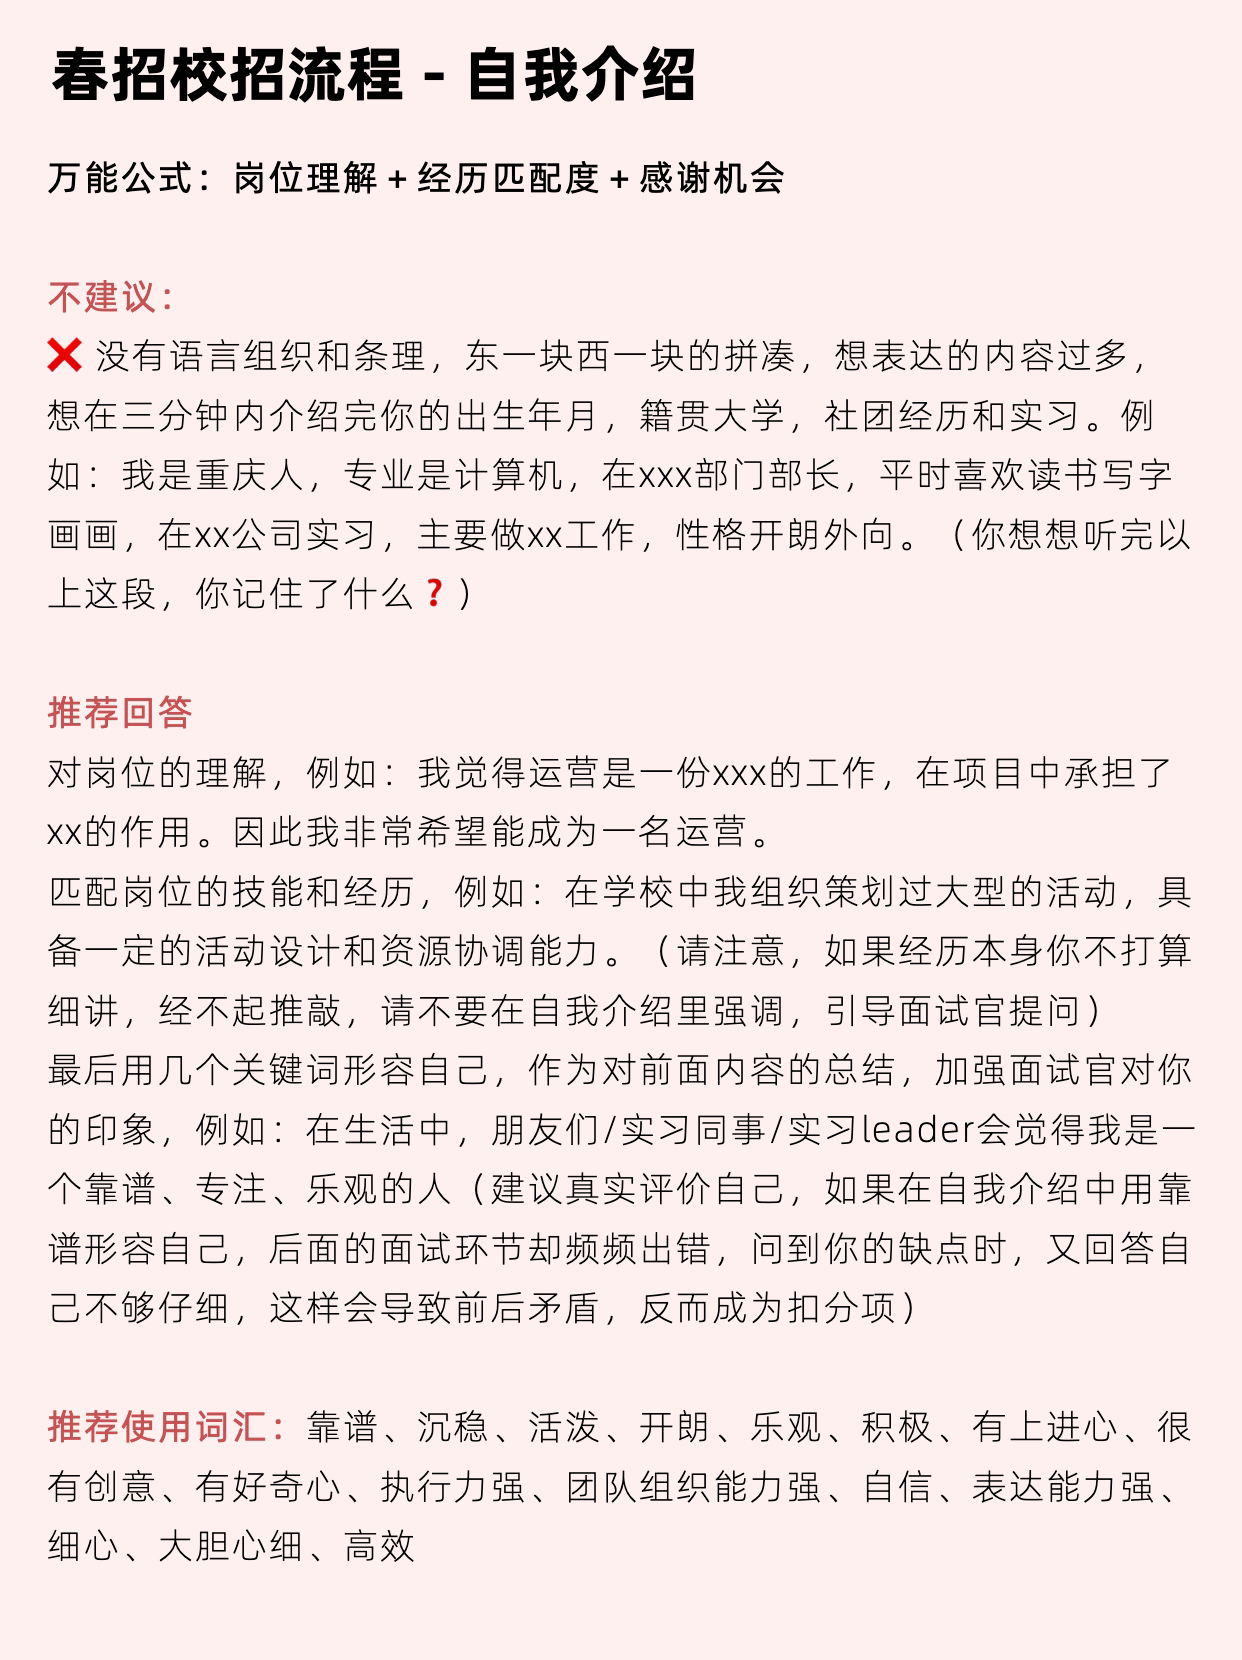 春招校招流程 - 自我介绍
万能公式：岗位理解 + 经历匹配度 + 感谢机会
不建议：
❌ 没有语言组织和条理，东一块西一块的拼凑，想表达的内容过多，
想在三分钟内介绍完你的出生年月，籍贯大学，社团经历和实习。例
如：我是重庆人，专业是计算机，在xxx部门部长，平时喜欢读书写字
画画，在xx公司实习，主要做xx工作，性格开朗外向。（你想想听完以
上这段，你记住了什么❓）
推荐回答
对岗位的理解，例如：我觉得运营是一份xxx的工作，在项目中承担了
xx的作用。因此我非常希望能成为一名运营。
匹配岗位的技能和经历，例如：在学校中我组织策划过大型的活动，具
备一定的活动设计和资源协调能力。（请注意，如果经历本身你不打算
细讲，经不起推敲，请不要在自我介绍里强调，引导面试官提问）
最后用几个关键词形容自己，作为对前面内容的总结，加强面试官对你
的印象，例如：在生活中，朋友们/实习同事/实习leader会觉得我是一
个靠谱、专注、乐观的人（建议真实评价自己，如果在自我介绍中用靠
谱形容自己，后面的面试环节却频频出错，问到你的缺点时，又回答自
己不够仔细，这样会导致前后矛盾，反而成为扣分项）
推荐使用词汇：靠谱、沉稳、活泼、开朗、乐观、积极、有上进心、很
有创意、有好奇心、执行力强、团队组织能力强、自信、表达能力强、
细心、大胆心细、高效